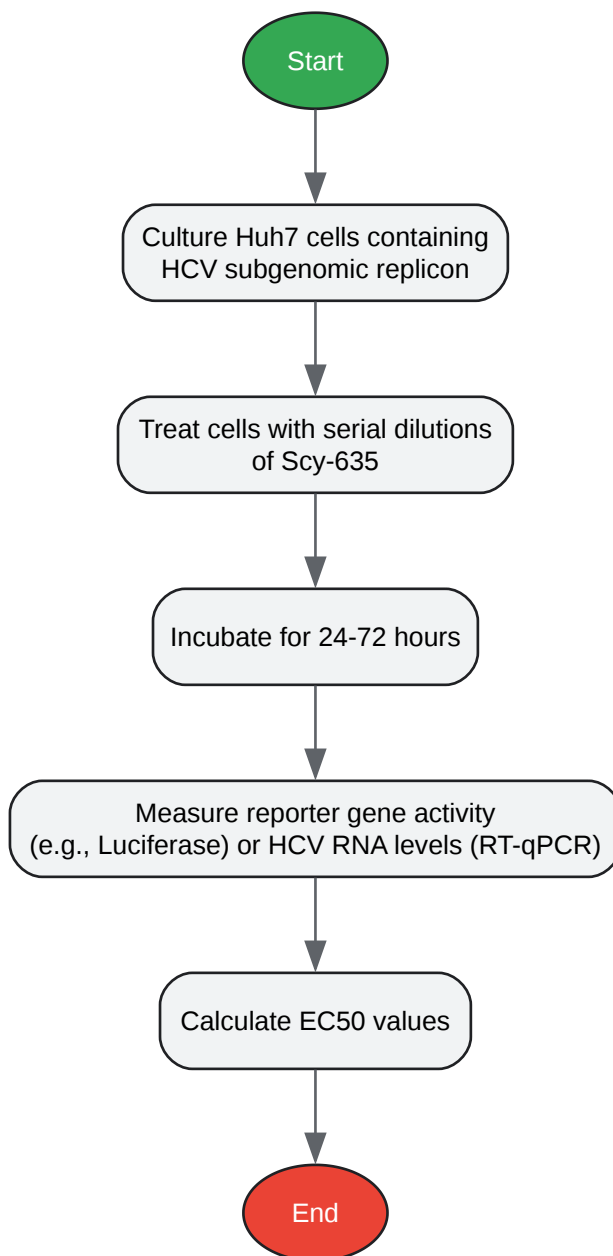 Start
Culture Huh7 cells containing
HCV subgenomic replicon
Treat cells with serial dilutions
of Scy-635
Incubate for 24-72 hours
Measure reporter gene activity
(e.g., Luciferase) or HCV RNA levels (RT-qPCR)
Calculate EC50 values
End